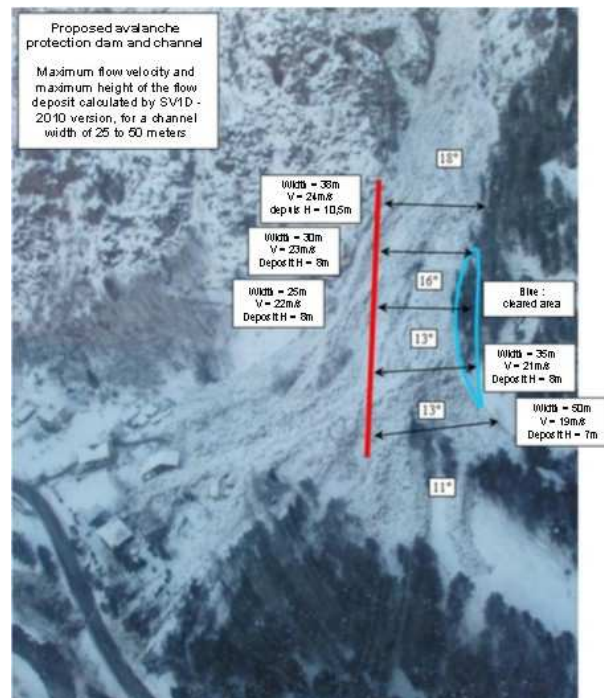 Proposed avalanche
protection dam and channel
Maximum flow velocity and
maximum height of the flow
deposit calculated by SV1D -
2010 version, for a channel
width of 25 to 50 meters
18°
Width = 38m
V = 24m/s
depois H = 10,5m
Width = 30m
V = 23m/s
Deposit H = 8m
16°
Width = 25m
V = 22m/s
Deposit H = 8m
Blue :
cleared area
13°
Width = 35m
V = 21m/s
Deposit H = 8m
13°
Width = 50m
V = 19m/s
Deposit H = 7m
11°